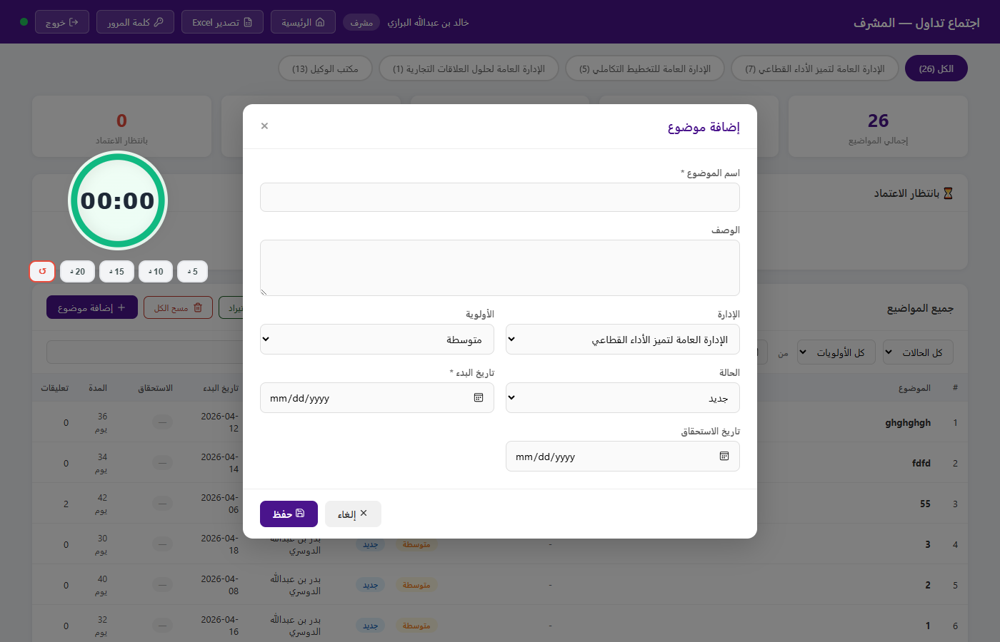 اجتماع تداول — المشرف
خالد بن عبدالله البرازي
مشرف
الرئيسية
تصدير Excel
كلمة المرور
خروج
الكل (26)
الإدارة العامة لتميز الأداء القطاعي (7)
الإدارة العامة للتخطيط التكاملي (5)
الإدارة العامة لحلول العلاقات التجارية (1)
مكتب الوكيل (13)
26
إجمالي المواضيع
0
بانتظار الاعتماد
بانتظار الاعتماد
00:00
5 د
10 د
15 د
20 د
↺
إضافة موضوع
×
اسم الموضوع *
الوصف
الإدارة
الأولوية
الإدارة العامة لتميز الأداء القطاعي
متوسطة
الحالة
تاريخ البدء *
جديد
mm/dd/yyyy
تاريخ الاستحقاق
mm/dd/yyyy
× إلغاء
حفظ
جميع المواضيع
مسح الكل
+ إضافة موضوع
كل الحالات
كل الأولويات
من
# الموضوع تاريخ البدء الاستحقاق المدة تعليقات
1 ghghghgh 2026-04-12 — 36 يوم 0
2 fdfd 2026-04-14 — 34 يوم 0
3 55 2026-04-06 — 42 يوم 2
4 3 - متوسطة جديد بدر بن عبدالله الدوسري 2026-04-18 — 30 يوم 0
5 2 - متوسطة جديد بدر بن عبدالله الدوسري 2026-04-08 — 40 يوم 0
6 1 - متوسطة جديد بدر بن عبدالله الدوسري 2026-04-16 — 32 يوم 0